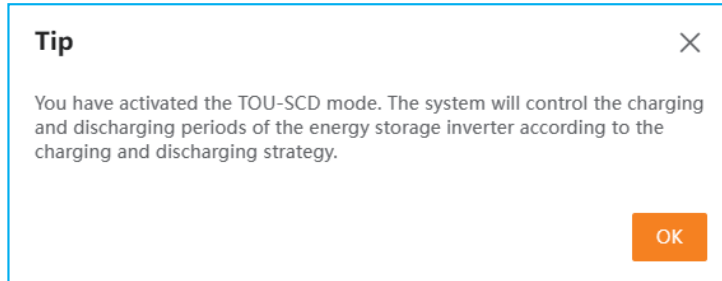 Tip
You have activated the TOU-SCD mode. The system will control the charging
and discharging periods of the energy storage inverter according to the
charging and discharging strategy.
OK